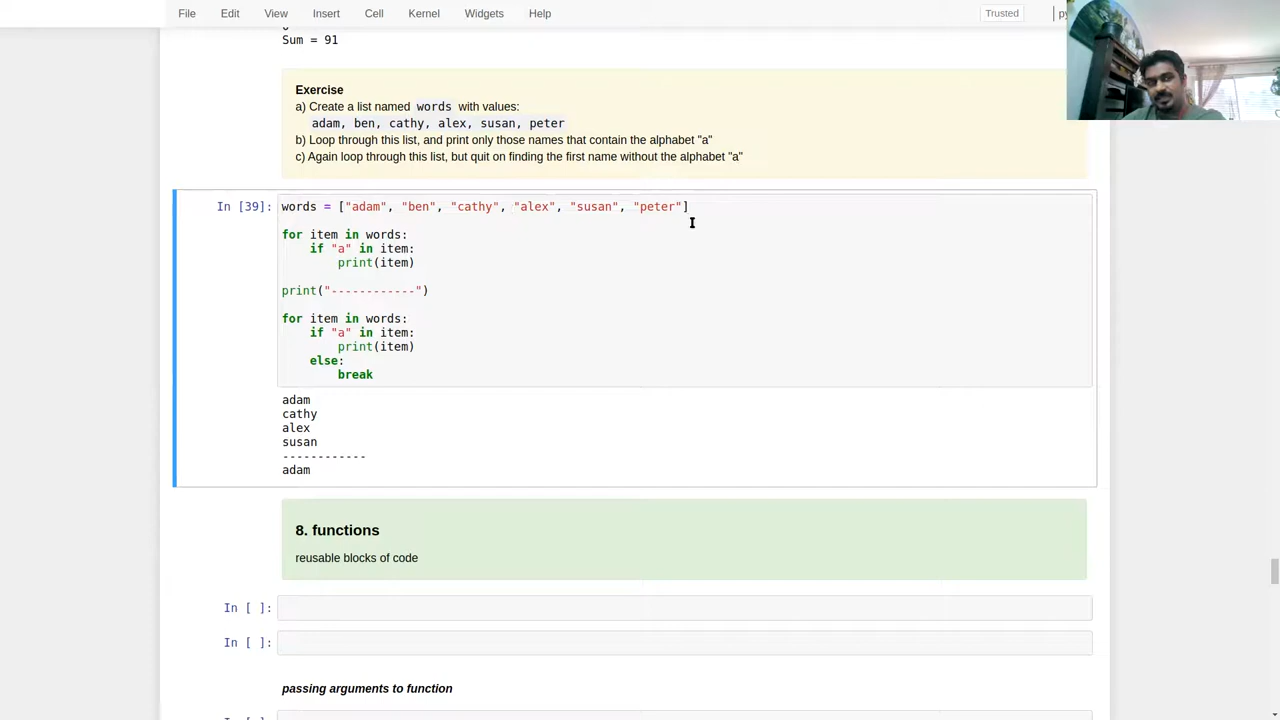 File Edit View Insert Cell Kernel Widgets Help Trusted
Sum = 91
Exercise
a) Create a list named words with values:
adam, ben, cathy, alex, susan, peter
b) Loop through this list, and print only those names that contain the alphabet "a"
c) Again loop through this list, but quit on finding the first name without the alphabet "a"
In [39]: words = ["adam", "ben", "cathy", "alex", "susan", "peter"]
for item in words:
if "a" in item:
print(item)
print("------------")
for item in words:
if "a" in item:
print(item)
else:
break
adam
cathy
alex
susan
------------
adam
8. functions
reusable blocks of code
In [ ]:
In [ ]:
passing arguments to function